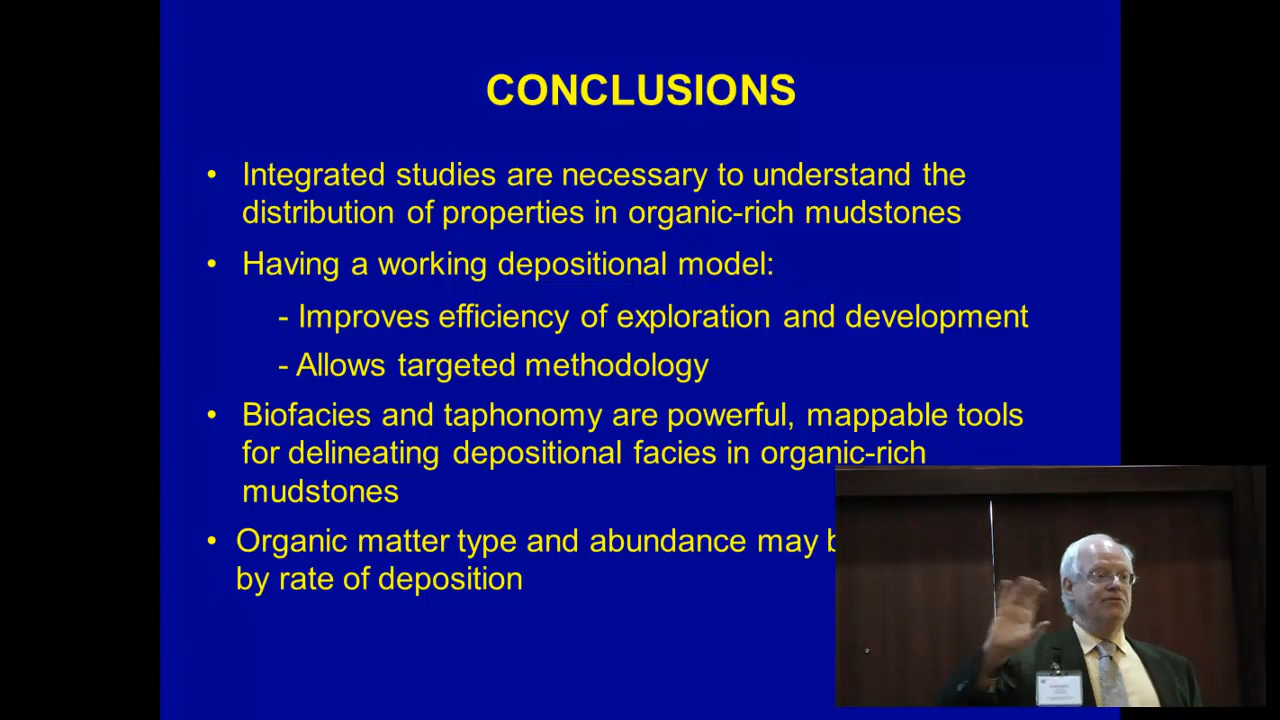 CONCLUSIONS
• Integrated studies are necessary to understand the
distribution of properties in organic-rich mudstones
• Having a working depositional model:
- Improves efficiency of exploration and development
- Allows targeted methodology
• Biofacies and taphonomy are powerful, mappable tools
for delineating depositional facies in organic-rich
mudstones
• Organic matter type and abundance may
by rate of deposition